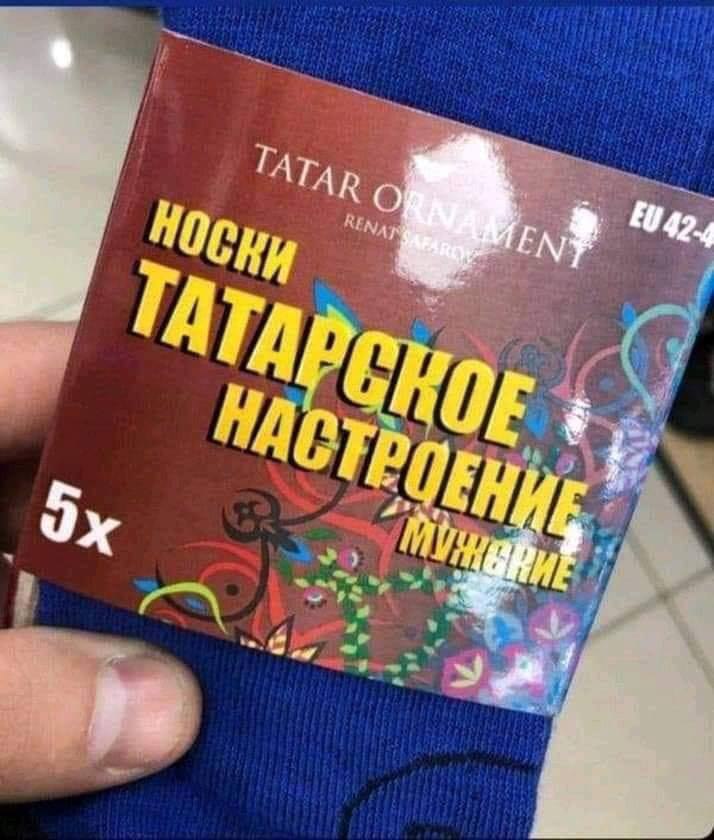 TATAR ORNAMENT
RENAT SAFAROV
EU 42-4
НОСКИ
ТАТАРСКОЕ
НАСТРОЕНИЕ
МУЖСКИЕ
5x